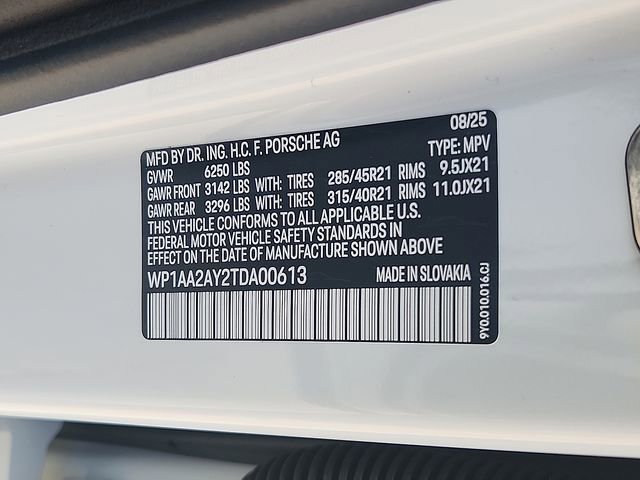 08/25
MFD BY DR. ING. H.C. F. PORSCHE AG
GVWR 6250 LBS TYPE: MPV
GAWR FRONT 3142 LBS WITH: TIRES 285/45R21 RIMS 9.5JX21
GAWR REAR 3296 LBS WITH: TIRES 315/40R21 RIMS 11.0JX21
THIS VEHICLE CONFORMS TO ALL APPLICABLE U.S.
FEDERAL MOTOR VEHICLE SAFETY STANDARDS IN
EFFECT ON THE DATE OF MANUFACTURE SHOWN ABOVE
WP1AA2AY2TDA00613 MADE IN SLOVAKIA
9Y0.010.016.CJ